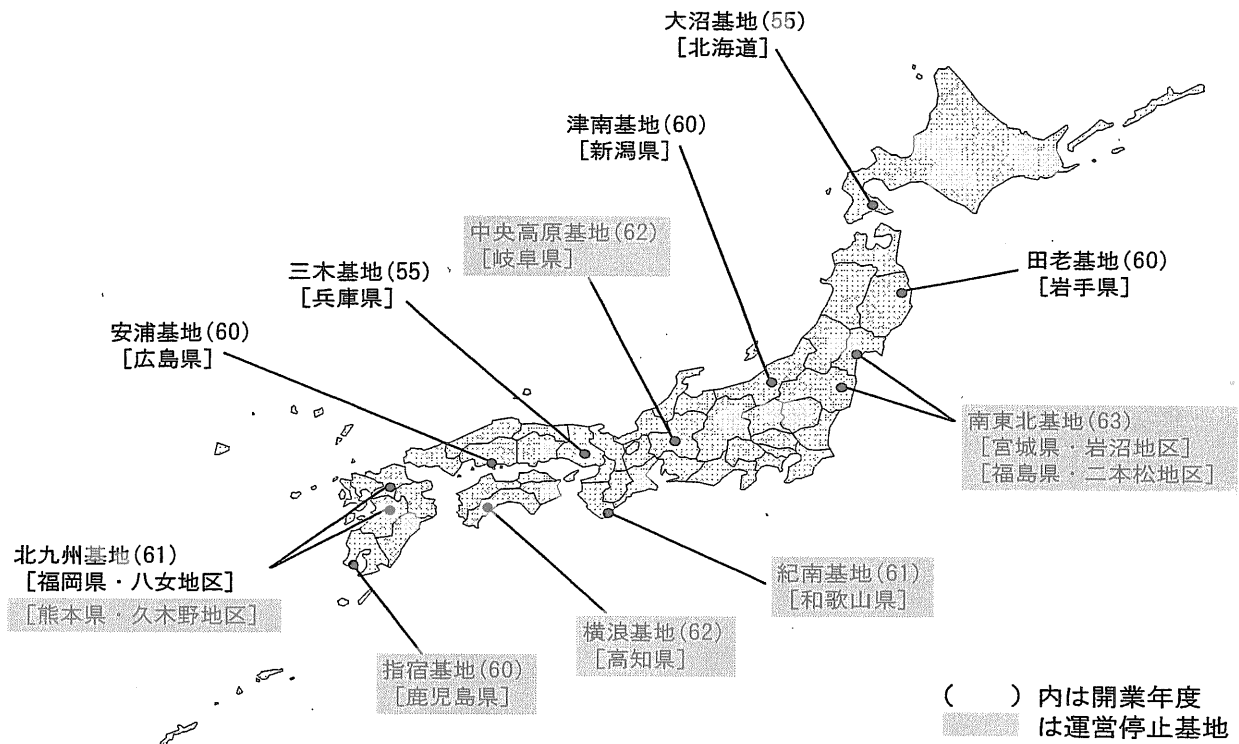 大沼基地(55)
[北海道]
津南基地(60)
[新潟県]
中央高原基地(62)
[岐阜県]
三木基地(55)
[兵庫県]
田老基地(60)
[岩手県]
安浦基地(60)
[広島県]
南東北基地(63)
[宮城県・岩沼地区]
[福島県・二本松地区]
北九州基地(61)
[福岡県・八女地区]
[熊本県・久木野地区]
紀南基地(61)
[和歌山県]
横浪基地(62)
[高知県]
指宿基地(60)
[鹿児島県]
(　　)内は開業年度
は運営停止基地